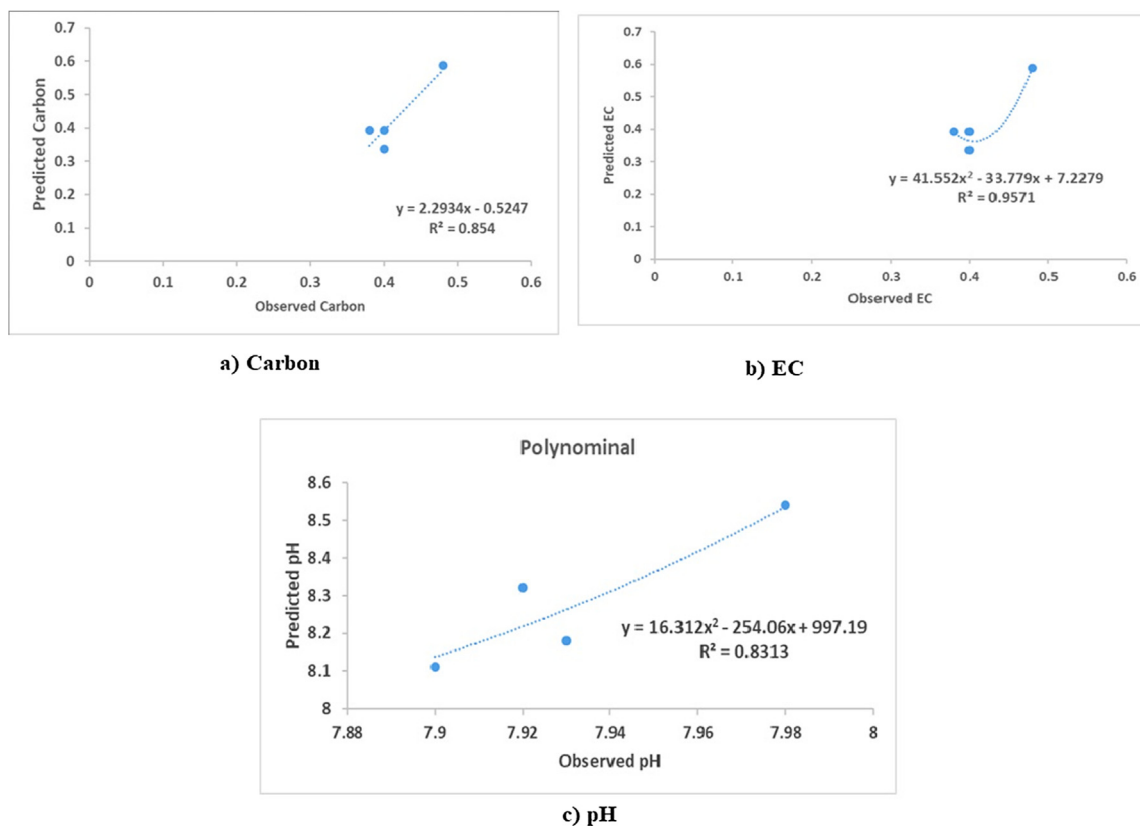 0.7
0.6
0.5
0.4
0.3
0.2
0.1
0
Predicted Carbon
y = 2.2934x - 0.5247
R² = 0.854
0 0.1 0.2 0.3 0.4 0.5 0.6
Observed Carbon
a) Carbon
0.7
0.6
0.5
0.4
0.3
0.2
0.1
0
Predicted EC
y = 41.552x² - 33.779x + 7.2279
R² = 0.9571
0 0.1 0.2 0.3 0.4 0.5 0.6
Observed EC
b) EC
Polynominal
8.6
8.5
8.4
8.3
8.2
8.1
8
Predicted pH
y = 16.312x² - 254.06x + 997.19
R² = 0.8313
7.88 7.9 7.92 7.94 7.96 7.98 8
Observed pH
c) pH